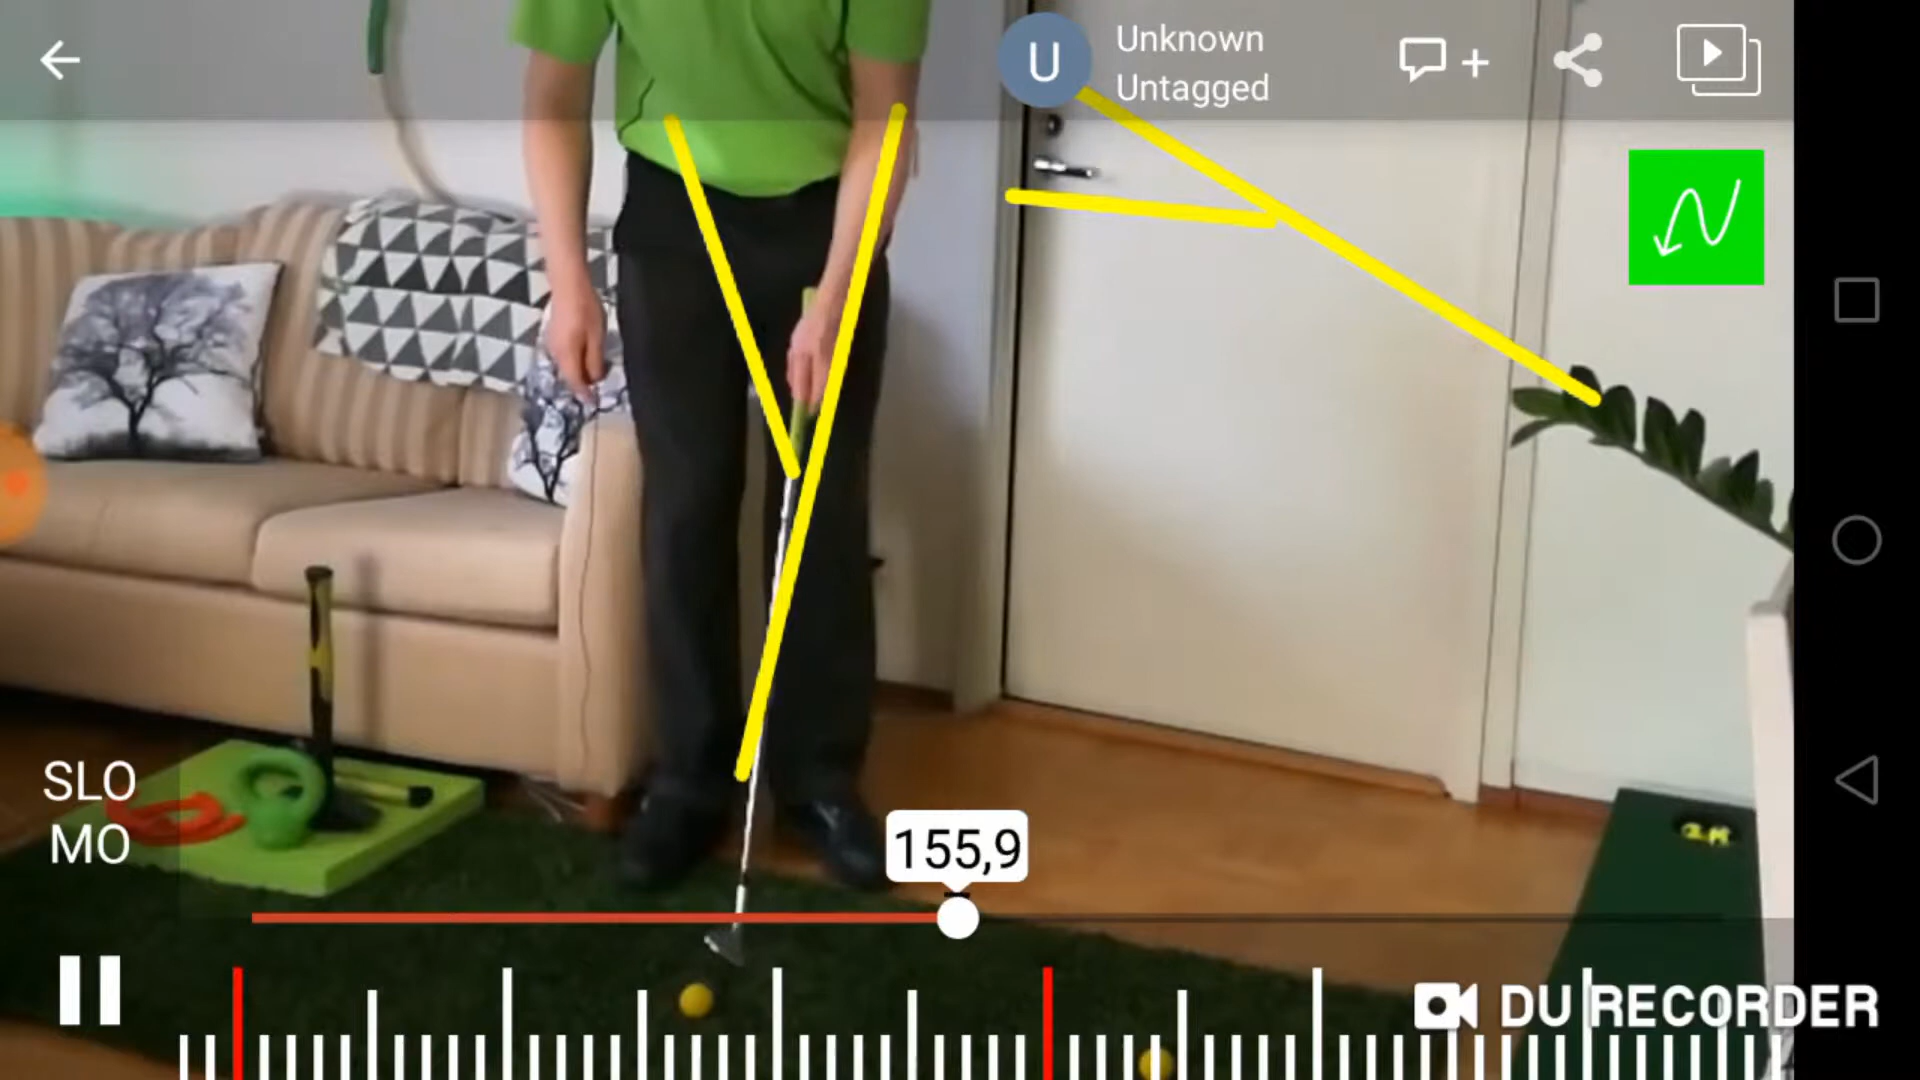 U
Unknown
Untagged
SLO
MO
155,9
DU RECORDER